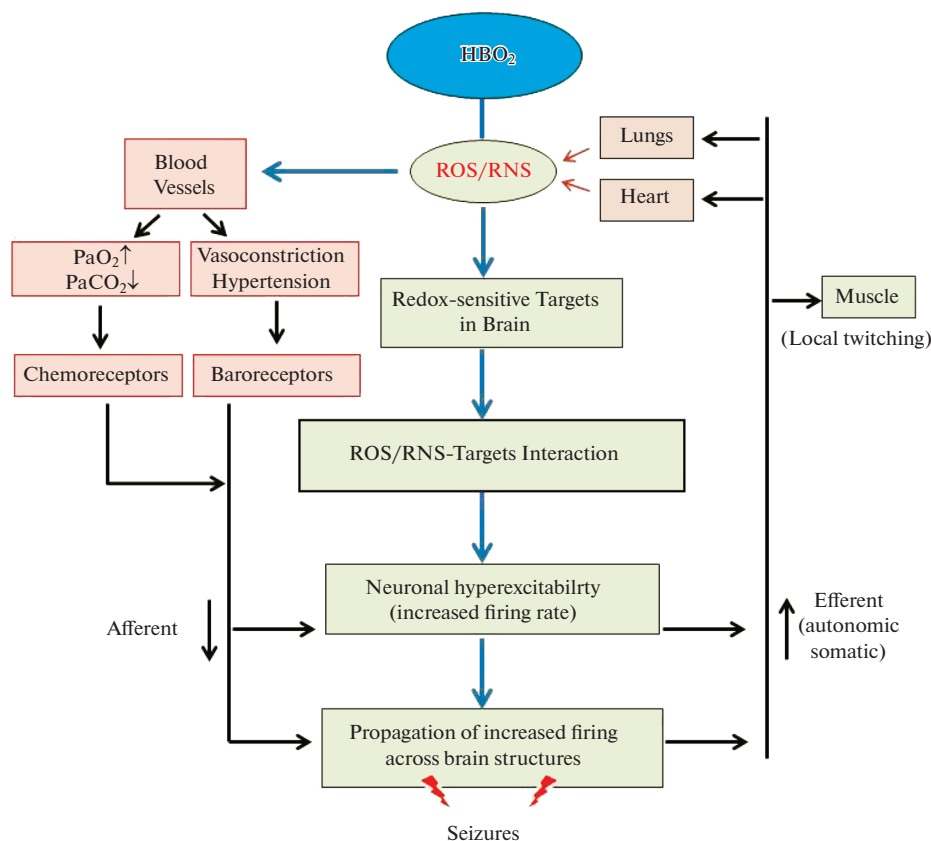 HBO₂
ROS/RNS
Lungs
Heart
Blood
Vessels
PaO₂↑
PaCO₂↓
Vasoconstriction
Hypertension
Redox-sensitive Targets
in Brain
Muscle
(Local twitching)
Chemoreceptors
Baroreceptors
ROS/RNS-Targets Interaction
Neuronal hyperexcitabilrty
(increased firing rate)
Afferent
Efferent
(autonomic
somatic)
Propagation of increased firing
across brain structures
Seizures